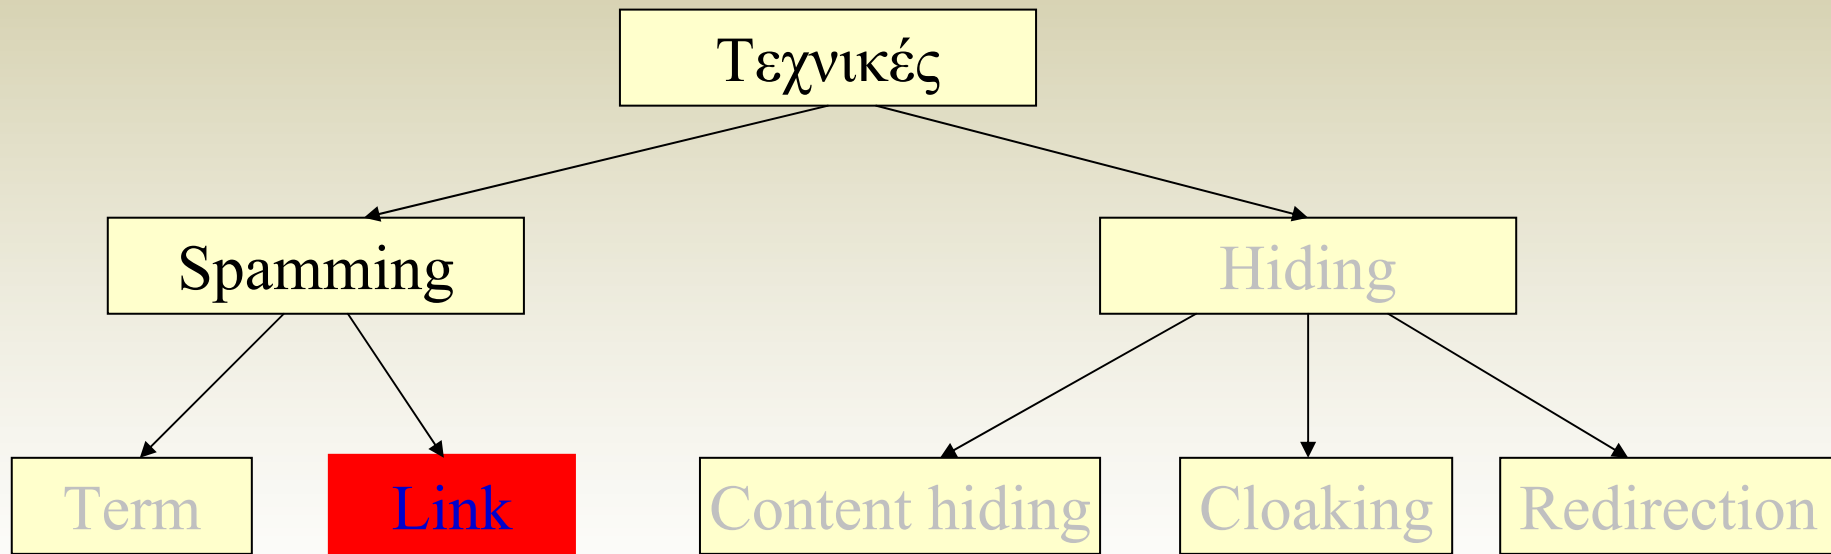 Τεχνικές
Spamming
Hiding
Term
Link
Content hiding
Cloaking
Redirection